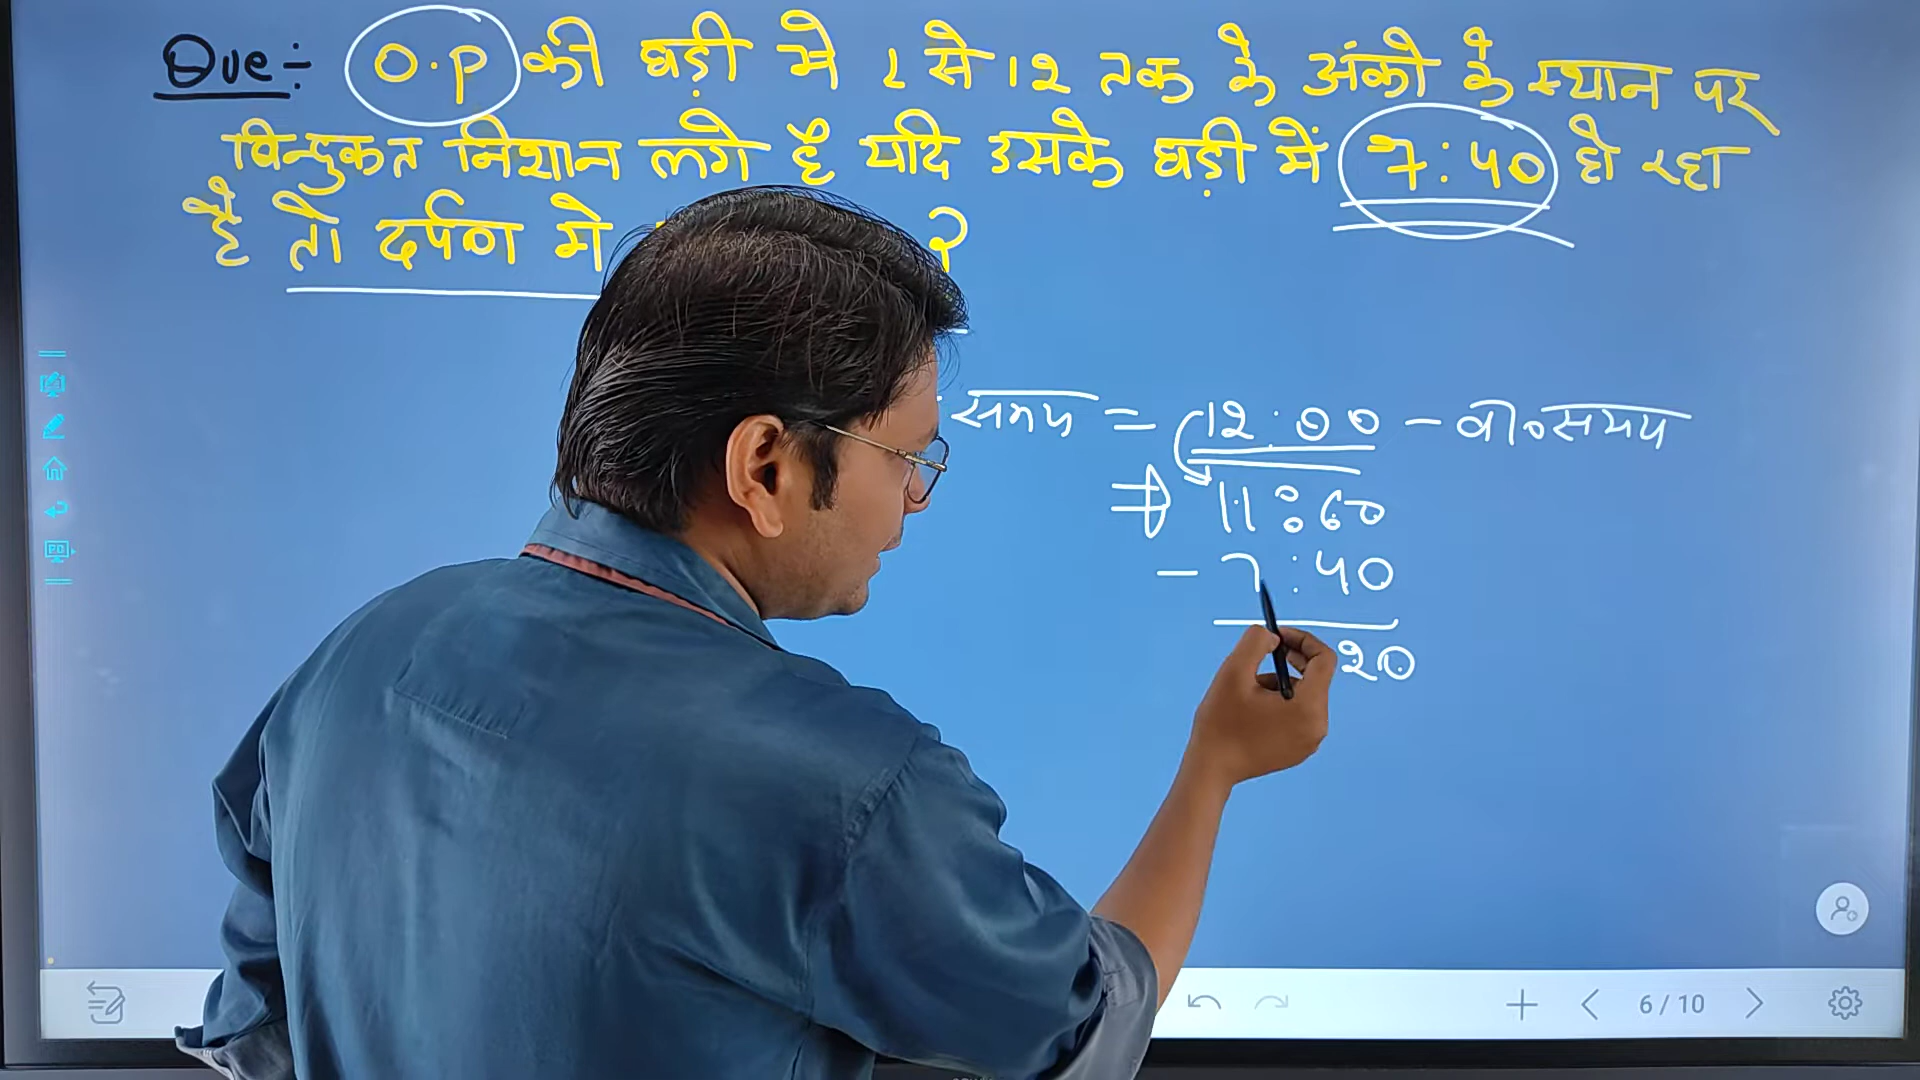 Que:- O.P की घड़ी में 1 से 12 तक के अंको के स्थान पर
बिन्दुकत निशान लगे है यदि उसके घड़ी में 7:40 हो रहा
है तो दर्पण मे ?
समय = 12:00 - वा०समय
⇒ 11:60
- 7:40
20
6/10